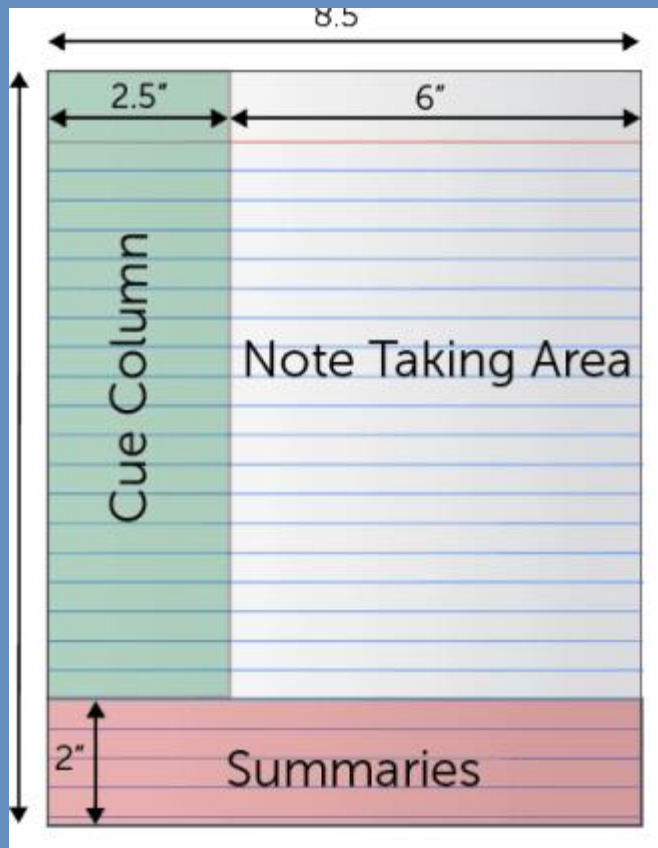 8.5
2.5"
6"
Cue Column
Note Taking Area
2"
Summaries